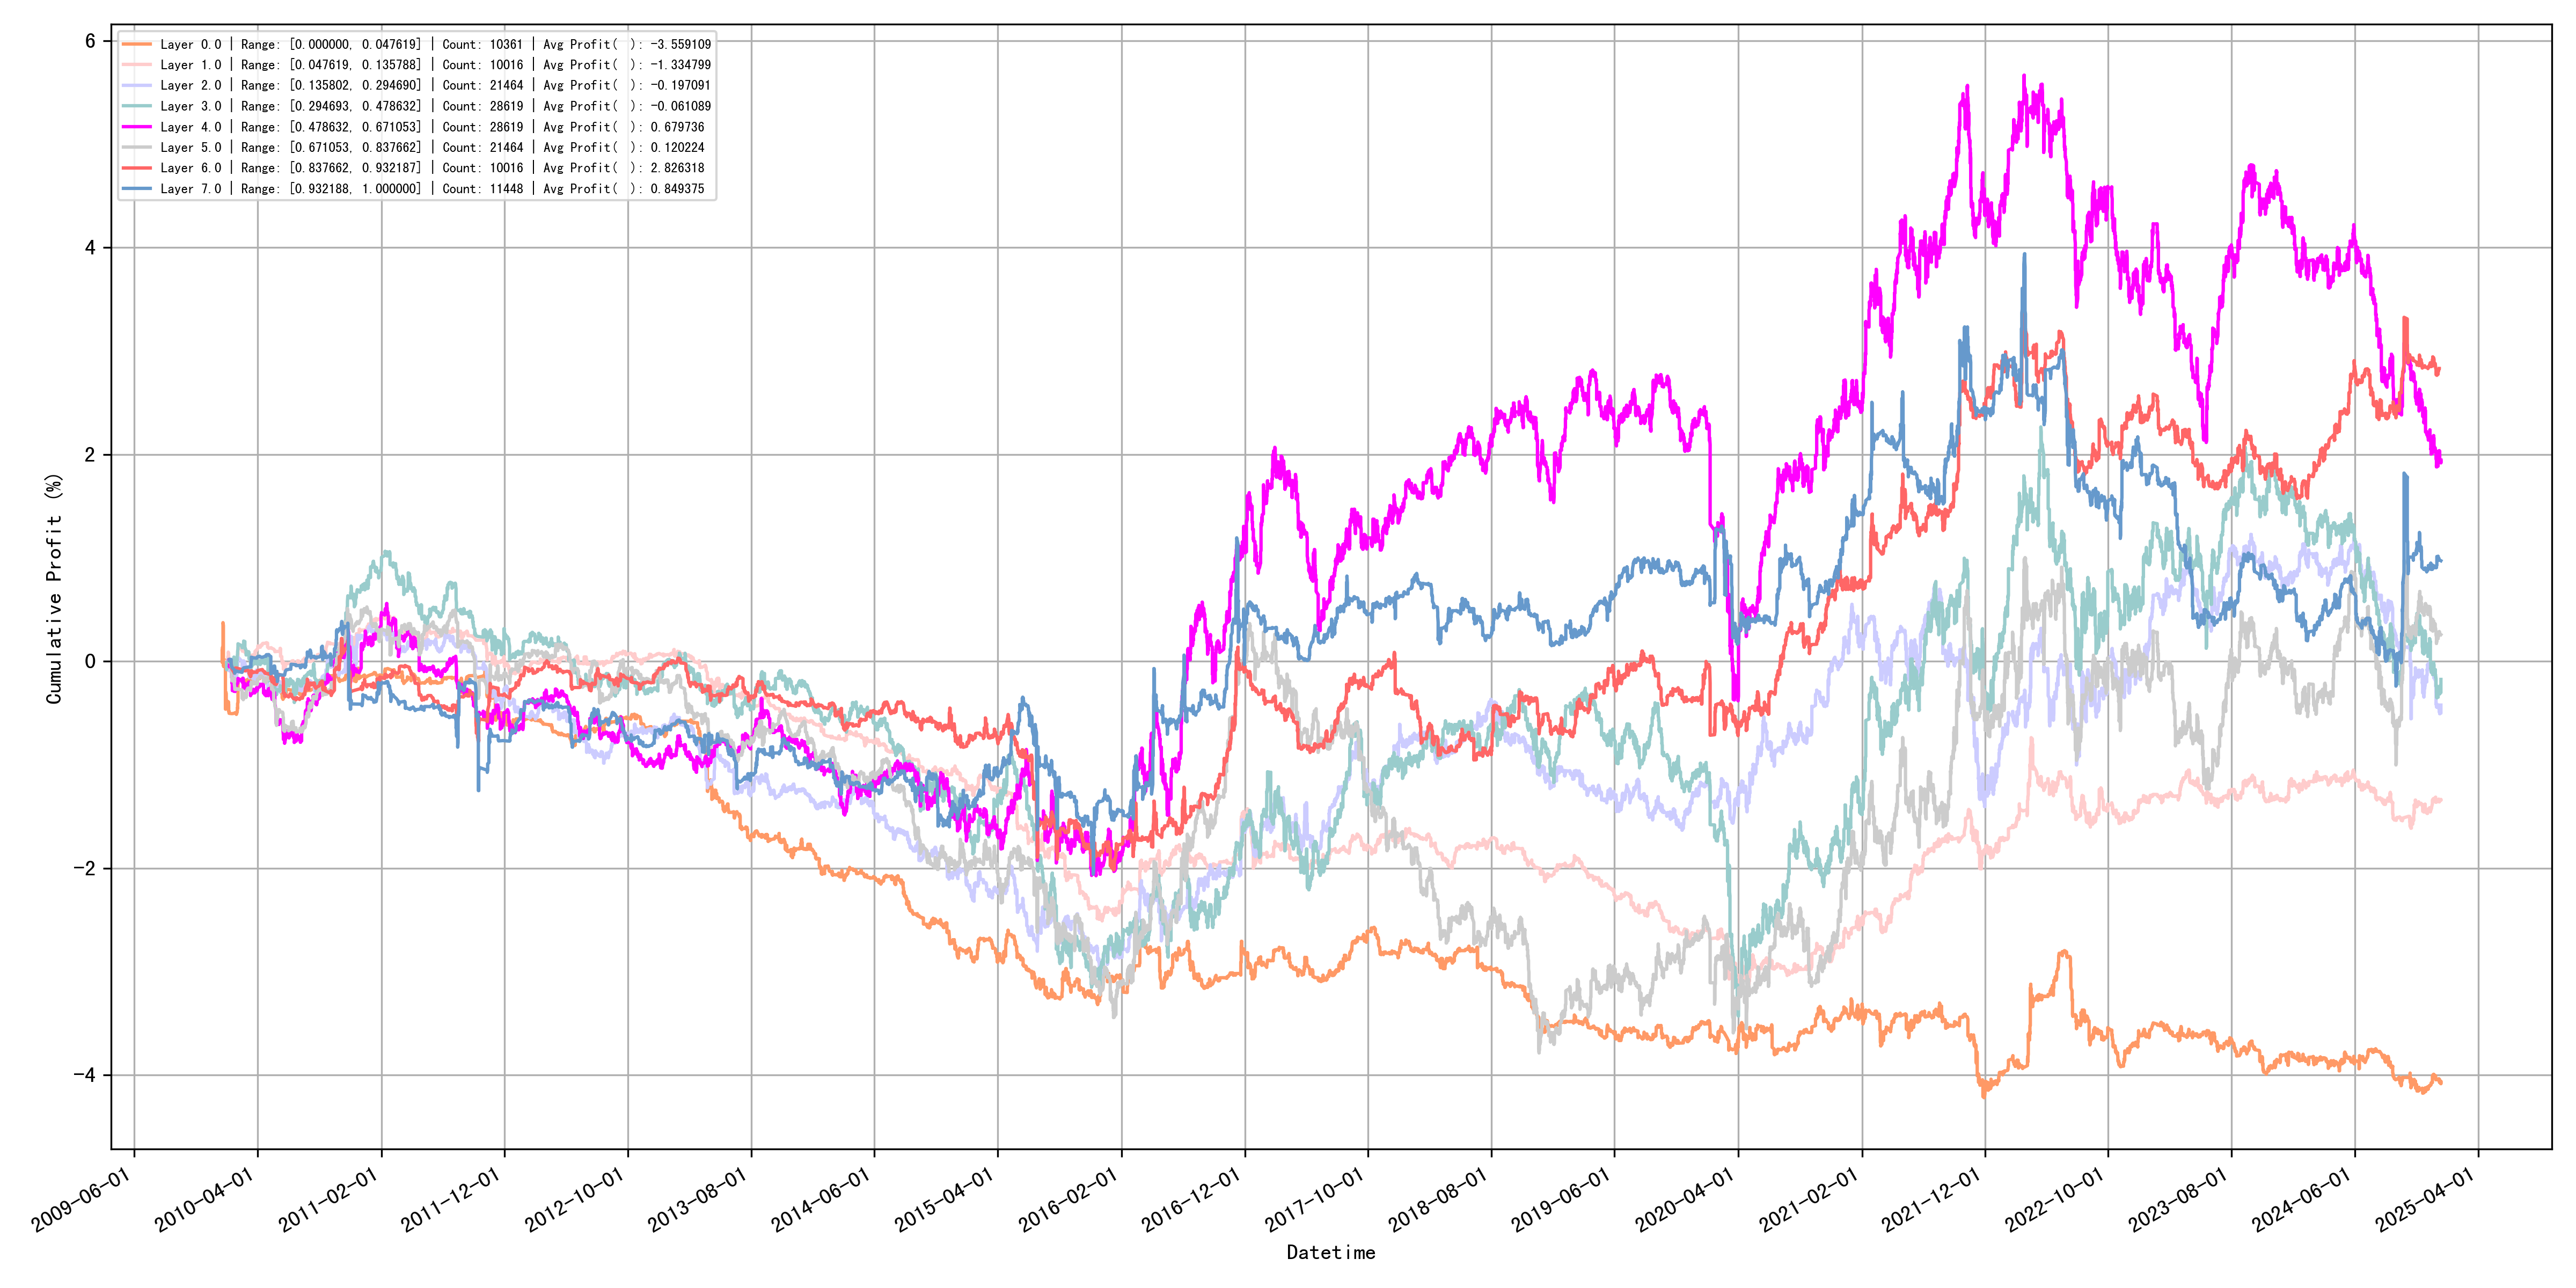 6
4
2
0
-2
-4
Cumulative Profit (%)
Layer 0.0 | Range: [0.000000, 0.047619] | Count: 10361 | Avg Profit( ): -3.559109
Layer 1.0 | Range: [0.047619, 0.135788] | Count: 10016 | Avg Profit( ): -1.334799
Layer 2.0 | Range: [0.135802, 0.294690] | Count: 21464 | Avg Profit( ): -0.197091
Layer 3.0 | Range: [0.294693, 0.478632] | Count: 28619 | Avg Profit( ): -0.061089
Layer 4.0 | Range: [0.478632, 0.671053] | Count: 28619 | Avg Profit( ): 0.679736
Layer 5.0 | Range: [0.671053, 0.837662] | Count: 21464 | Avg Profit( ): 0.120224
Layer 6.0 | Range: [0.837662, 0.932187] | Count: 10016 | Avg Profit( ): 2.826318
Layer 7.0 | Range: [0.932188, 1.000000] | Count: 11448 | Avg Profit( ): 0.849375
2009-06-01
2010-04-01
2011-02-01
2011-12-01
2012-10-01
2013-08-01
2014-06-01
2015-04-01
2016-02-01
2016-12-01
2017-10-01
2018-08-01
2019-06-01
2020-04-01
2021-02-01
2021-12-01
2022-10-01
2023-08-01
2024-06-01
2025-04-01
Datetime